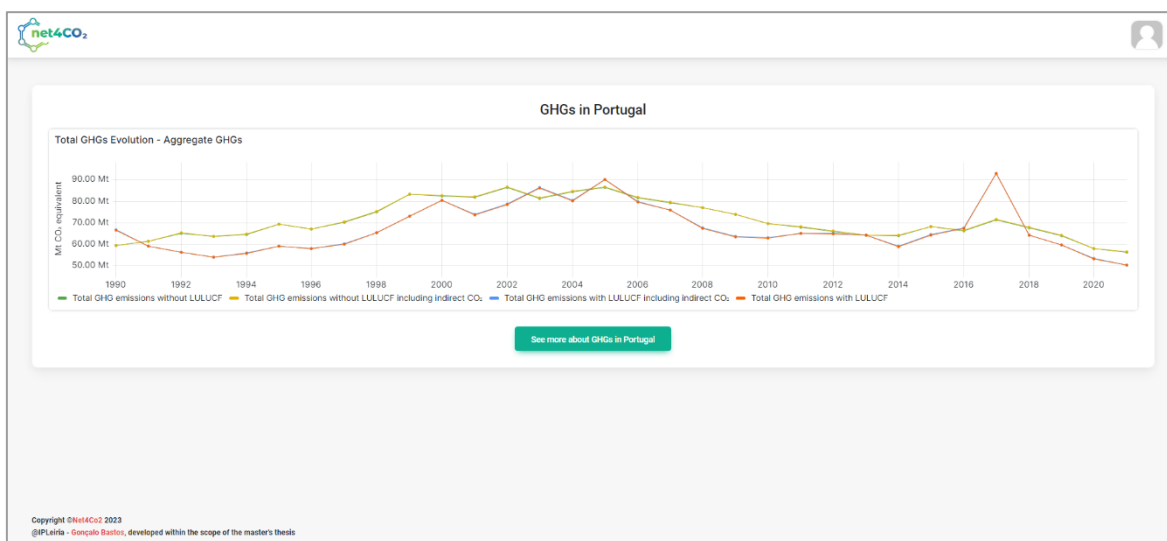 net4CO₂
GHGs in Portugal
Total GHGs Evolution - Aggregate GHGs
Mt CO₂ equivalent
90.00 Mt
80.00 Mt
70.00 Mt
60.00 Mt
50.00 Mt
1990 1992 1994 1996 1998 2000 2002 2004 2006 2008 2010 2012 2014 2016 2018 2020
Total GHG emissions without LULUCF Total GHG emissions without LULUCF including indirect CO₂ Total GHG emissions with LULUCF including indirect CO₂ Total GHG emissions with LULUCF
See more about GHGs in Portugal
Copyright ©Net4Co2 2023
@IPLeiria - Gonçalo Bastos, developed within the scope of the master's thesis